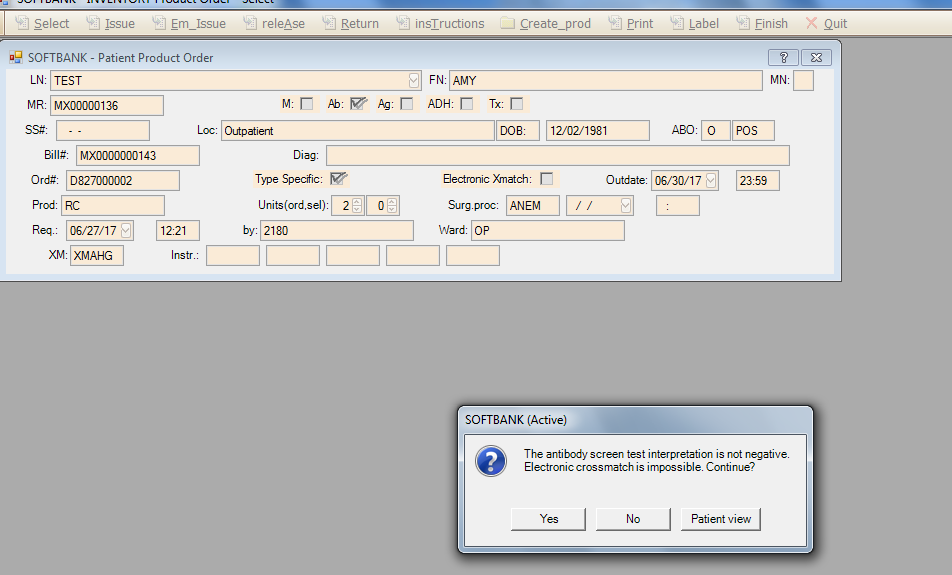 SOFTBANK - INVENTORY Product Order - Select
Select Issue Em_Issue releAse Return insTructions Create_prod Print Label Finish Quit
SOFTBANK - Patient Product Order ?
LN: TEST FN: AMY MN:
MR: MX00000136 M: Ab: Ag: ADH: Tx:
SS#: - - Loc: Outpatient DOB: 12/02/1981 ABO: O POS
Bill#: MX0000000143 Diag:
Ord#: D827000002 Type Specific: Electronic Xmatch: Outdate: 06/30/17 23:59
Prod: RC Units(ord,sel): 2 0 Surg.proc: ANEM / / :
Req.: 06/27/17 12:21 by: 2180 Ward: OP
XM: XMAHG Instr.:
SOFTBANK (Active)
The antibody screen test interpretation is not negative.
Electronic crossmatch is impossible. Continue?
Yes No Patient view